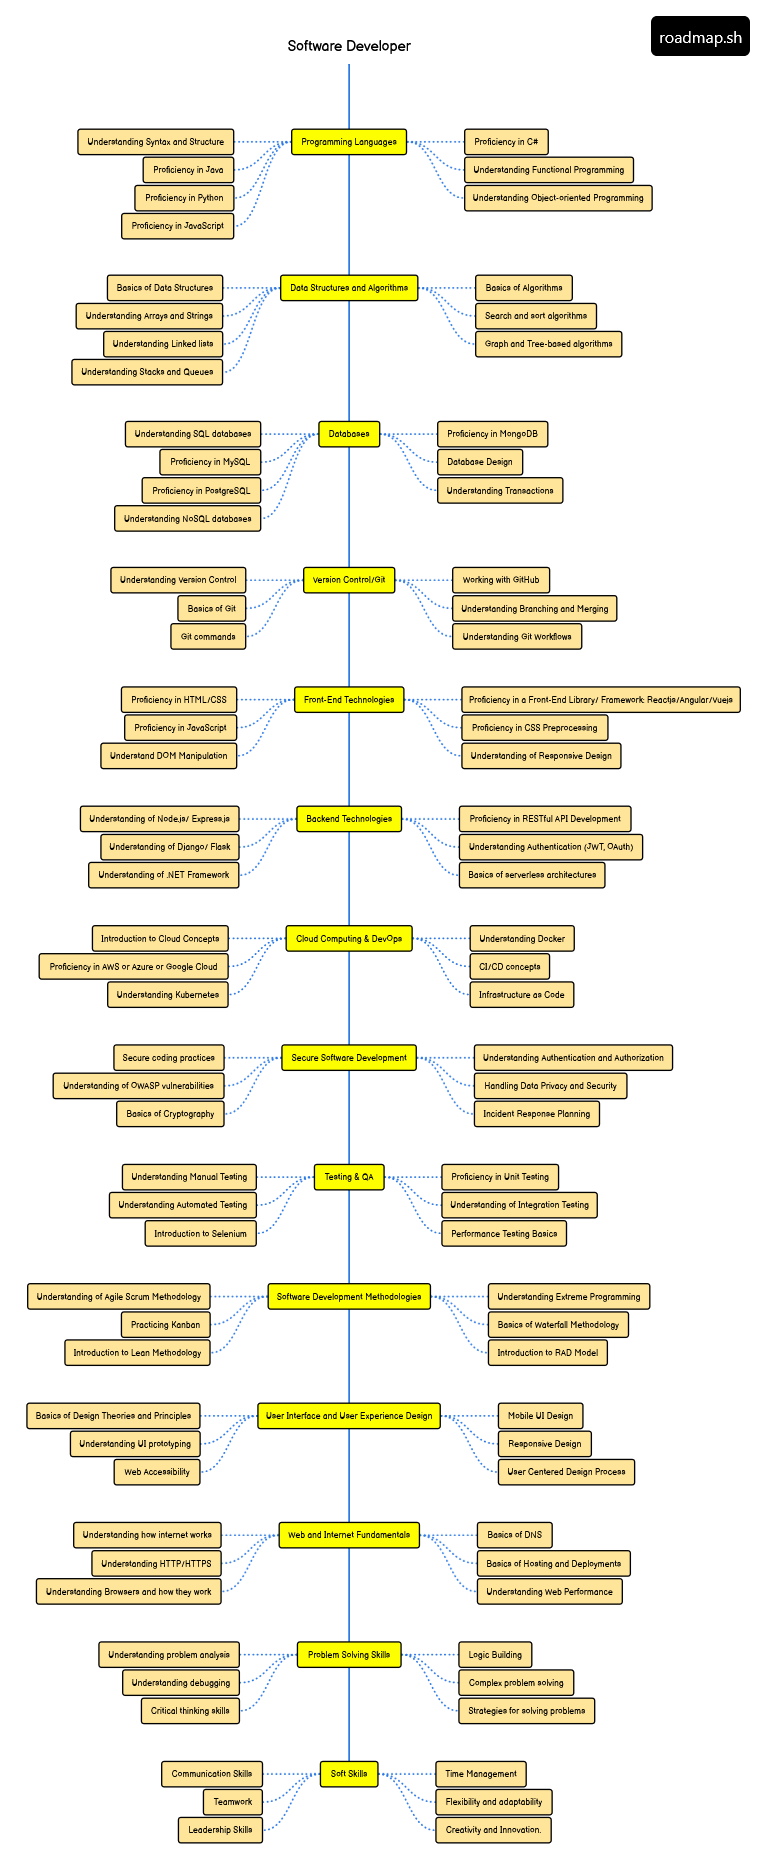 roadmap.sh
Software Developer
Programming Languages
Understanding Syntax and Structure
Proficiency in Java
Proficiency in Python
Proficiency in JavaScript
Proficiency in C#
Understanding Functional Programming
Understanding Object-oriented Programming
Data Structures and Algorithms
Basics of Data Structures
Understanding Arrays and Strings
Understanding Linked lists
Understanding Stacks and Queues
Basics of Algorithms
Search and sort algorithms
Graph and Tree-based algorithms
Databases
Understanding SQL databases
Proficiency in MySQL
Proficiency in PostgreSQL
Understanding NoSQL databases
Proficiency in MongoDB
Database Design
Understanding Transactions
Version Control/Git
Understanding Version Control
Basics of Git
Git commands
Working with GitHub
Understanding Branching and Merging
Understanding Git Workflows
Front-End Technologies
Proficiency in HTML/CSS
Proficiency in JavaScript
Understand DOM Manipulation
Proficiency in a Front-End Library/ Framework: Reactjs/Angular/Vuejs
Proficiency in CSS Preprocessing
Understanding of Responsive Design
Backend Technologies
Understanding of Node.js/ Express.js
Understanding of Django/ Flask
Understanding of .NET Framework
Proficiency in RESTful API Development
Understanding Authentication (JWT, OAuth)
Basics of serverless architectures
Cloud Computing & DevOps
Introduction to Cloud Concepts
Proficiency in AWS or Azure or Google Cloud
Understanding Kubernetes
Understanding Docker
CI/CD concepts
Infrastructure as Code
Secure Software Development
Secure coding practices
Understanding of OWASP vulnerabilities
Basics of Cryptography
Understanding Authentication and Authorization
Handling Data Privacy and Security
Incident Response Planning
Testing & QA
Understanding Manual Testing
Understanding Automated Testing
Introduction to Selenium
Proficiency in Unit Testing
Understanding of Integration Testing
Performance Testing Basics
Software Development Methodologies
Understanding of Agile Scrum Methodology
Practicing Kanban
Introduction to Lean Methodology
Understanding Extreme Programming
Basics of Waterfall Methodology
Introduction to RAD Model
User Interface and User Experience Design
Basics of Design Theories and Principles
Understanding UI prototyping
Web Accessibility
Mobile UI Design
Responsive Design
User Centered Design Process
Web and Internet Fundamentals
Understanding how internet works
Understanding HTTP/HTTPS
Understanding Browsers and how they work
Basics of DNS
Basics of Hosting and Deployments
Understanding Web Performance
Problem Solving Skills
Understanding problem analysis
Understanding debugging
Critical thinking skills
Logic Building
Complex problem solving
Strategies for solving problems
Soft Skills
Communication Skills
Teamwork
Leadership Skills
Time Management
Flexibility and adaptability
Creativity and Innovation.